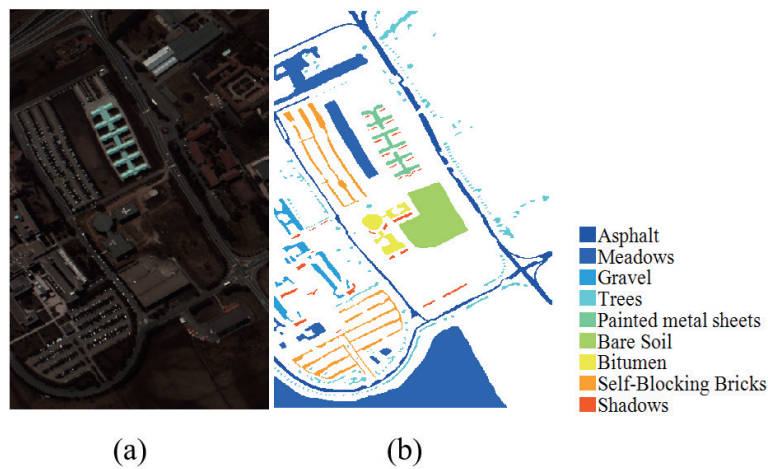 Asphalt
Meadows
Gravel
Trees
Painted metal sheets
Bare Soil
Bitumen
Self-Blocking Bricks
Shadows
(a)
(b)